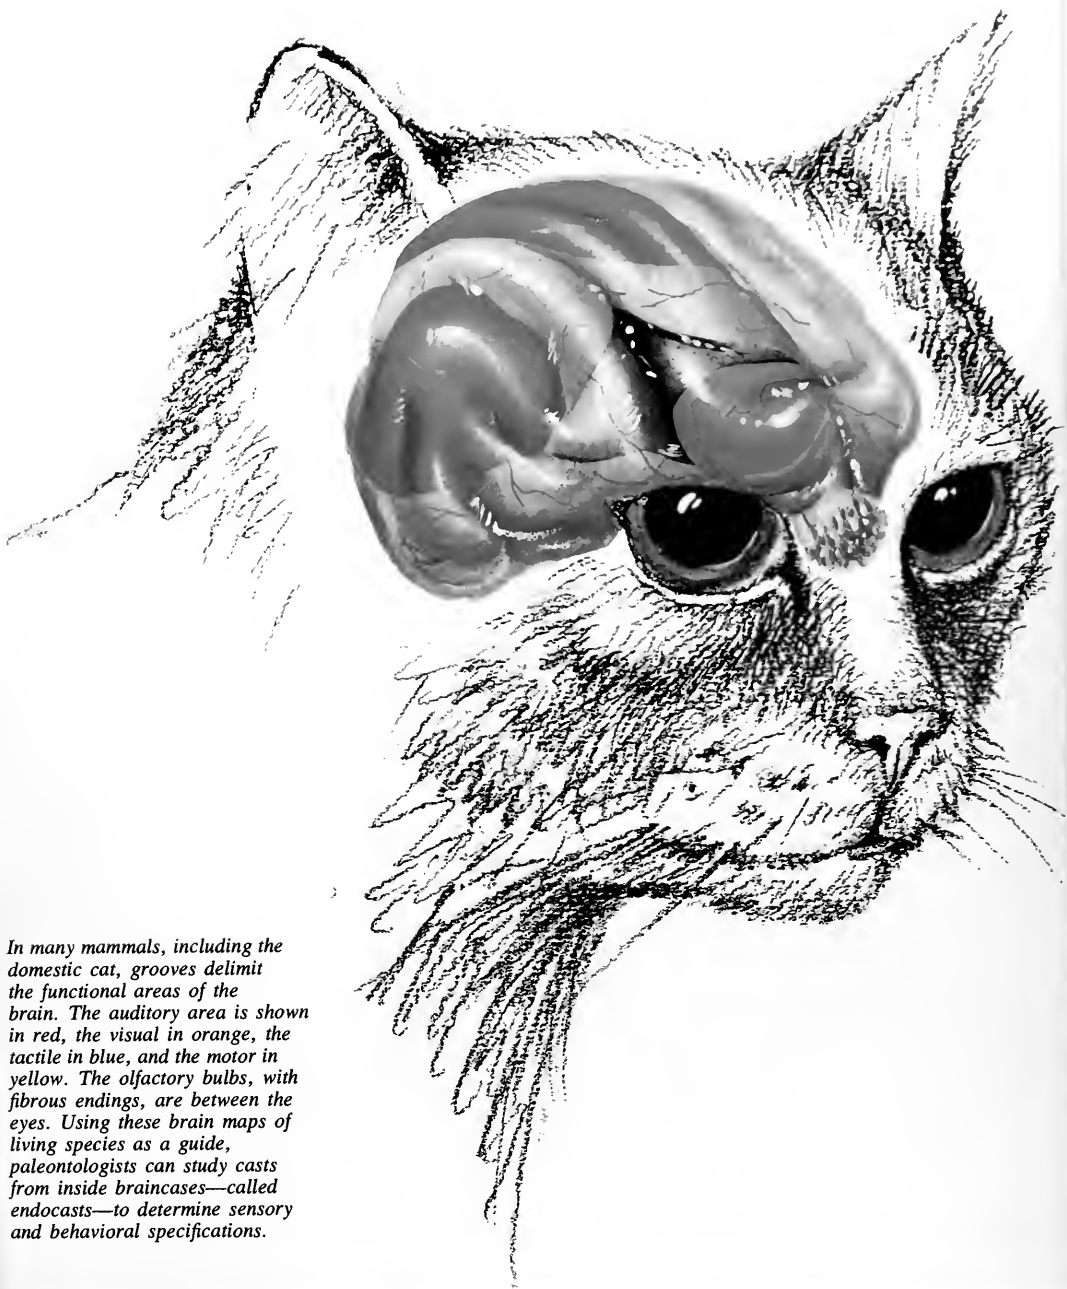 In many mammals, including the
domestic cat, grooves delimit
the functional areas of the
brain. The auditory area is shown
in red, the visual in orange, the
tactile in blue, and the motor in
yellow. The olfactory bulbs, with
fibrous endings, are between the
eyes. Using these brain maps of
living species as a guide,
paleontologists can study casts
from inside braincases—called
endocasts—to determine sensory
and behavioral specifications.